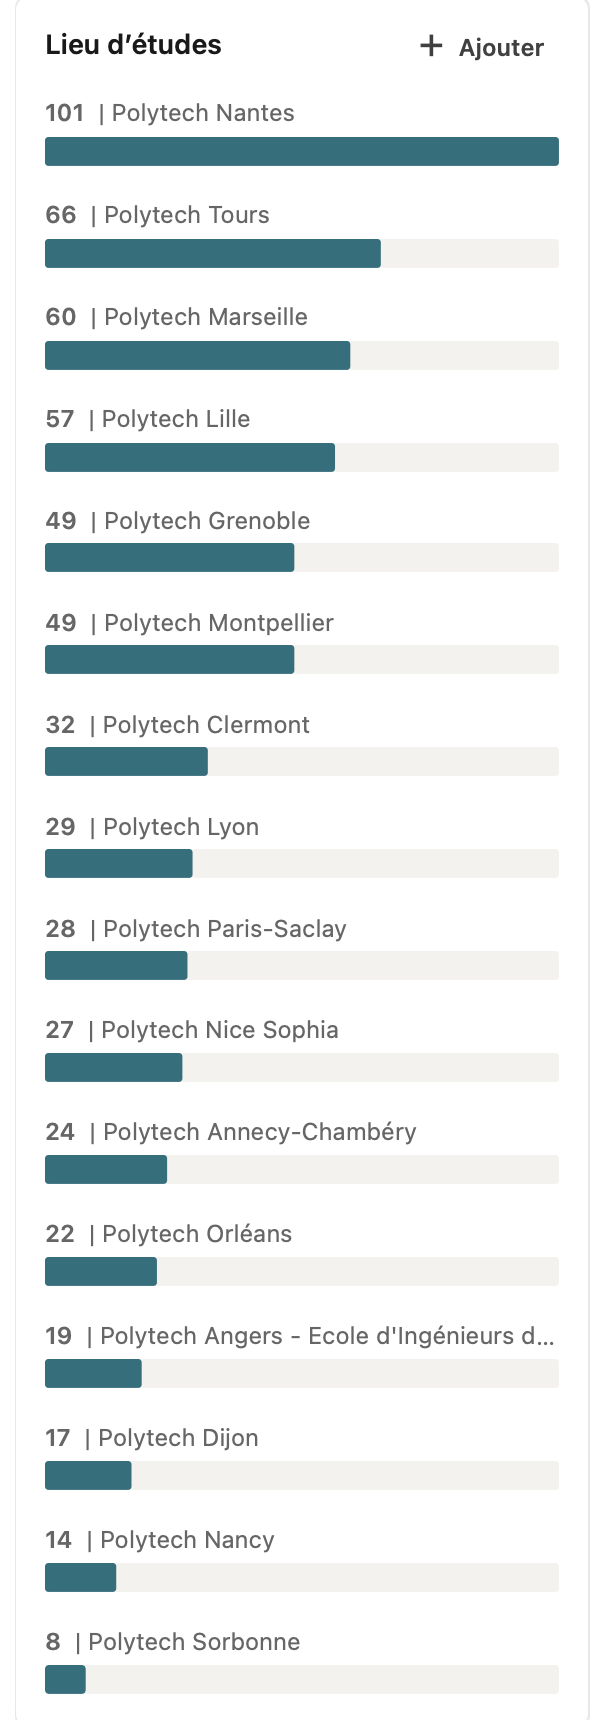 Lieu d’études
+ Ajouter
101 | Polytech Nantes
66 | Polytech Tours
60 | Polytech Marseille
57 | Polytech Lille
49 | Polytech Grenoble
49 | Polytech Montpellier
32 | Polytech Clermont
29 | Polytech Lyon
28 | Polytech Paris-Saclay
27 | Polytech Nice Sophia
24 | Polytech Annecy-Chambéry
22 | Polytech Orléans
19 | Polytech Angers - Ecole d'Ingénieurs d...
17 | Polytech Dijon
14 | Polytech Nancy
8 | Polytech Sorbonne